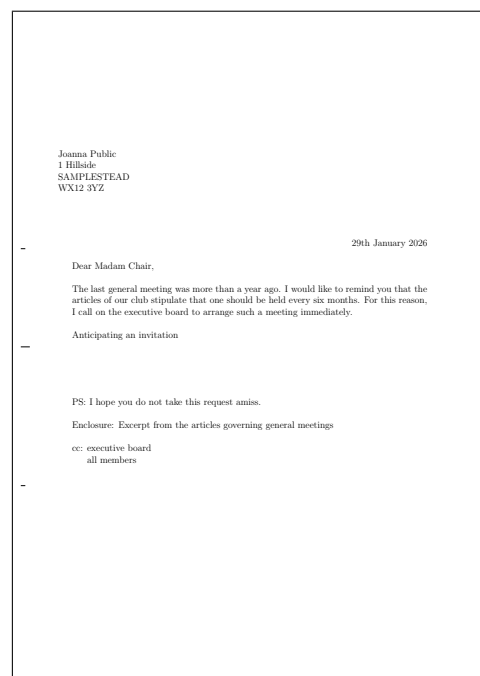 Joanna Public
1 Hillside
SAMPLESTEAD
WX12 3YZ
29th January 2026
Dear Madam Chair,
The last general meeting was more than a year ago. I would like to remind you that the
articles of our club stipulate that one should be held every six months. For this reason,
I call on the executive board to arrange such a meeting immediately.
Anticipating an invitation
PS: I hope you do not take this request amiss.
Enclosure: Excerpt from the articles governing general meetings
cc: executive board
all members